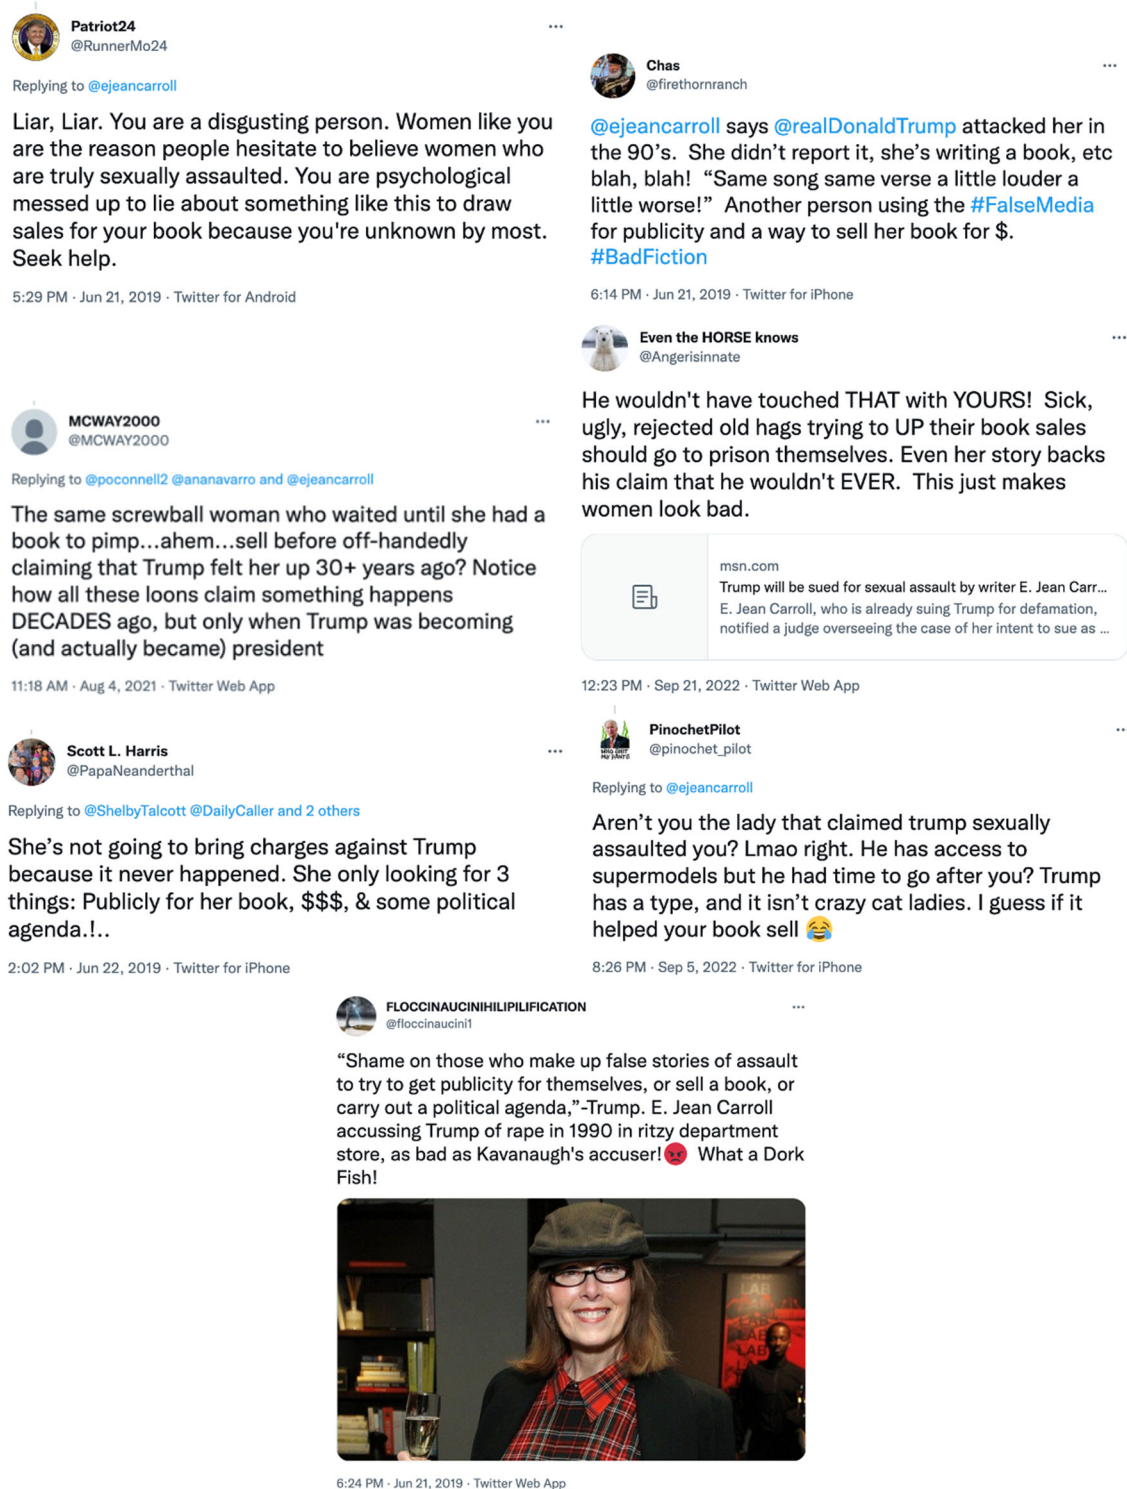 Patriot24
@RunnerMo24
Replying to @ejeancarroll
Liar, Liar. You are a disgusting person. Women like you
are the reason people hesitate to believe women who
are truly sexually assaulted. You are psychological
messed up to lie about something like this to draw
sales for your book because you're unknown by most.
Seek help.
5:29 PM · Jun 21, 2019 · Twitter for Android
Chas
@firethornranch
@ejeancarroll says @realDonaldTrump attacked her in
the 90’s.  She didn’t report it, she’s writing a book, etc
blah, blah!  “Same song same verse a little louder a
little worse!”  Another person using the #FalseMedia
for publicity and a way to sell her book for $.
#BadFiction
6:14 PM · Jun 21, 2019 · Twitter for iPhone
MCWAY2000
@MCWAY2000
Replying to @poconnell2 @ananavarro and @ejeancarroll
The same screwball woman who waited until she had a
book to pimp...ahem...sell before off-handedly
claiming that Trump felt her up 30+ years ago? Notice
how all these loons claim something happens
DECADES ago, but only when Trump was becoming
(and actually became) president
11:18 AM · Aug 4, 2021 · Twitter Web App
Even the HORSE knows
@Angerisinnate
He wouldn't have touched THAT with YOURS!  Sick,
ugly, rejected old hags trying to UP their book sales
should go to prison themselves. Even her story backs
his claim that he wouldn't EVER.  This just makes
women look bad.
msn.com
Trump will be sued for sexual assault by writer E. Jean Carr...
E. Jean Carroll, who is already suing Trump for defamation,
notified a judge overseeing the case of her intent to sue as ...
12:23 PM · Sep 21, 2022 · Twitter Web App
Scott L. Harris
@PapaNeanderthal
Replying to @ShelbyTalcott @DailyCaller and 2 others
She’s not going to bring charges against Trump
because it never happened. She only looking for 3
things: Publicly for her book, $$$, & some political
agenda.!..
2:02 PM · Jun 22, 2019 · Twitter for iPhone
WHO SHIT
MY PANTS
PinochetPilot
@pinochet_pilot
Replying to @ejeancarroll
Aren’t you the lady that claimed trump sexually
assaulted you? Lmao right. He has access to
supermodels but he had time to go after you? Trump
has a type, and it isn’t crazy cat ladies. I guess if it
helped your book sell 😂
8:26 PM · Sep 5, 2022 · Twitter for iPhone
FLOCCINAUCINIHILIPILIFICATION
@floccinaucini1
“Shame on those who make up false stories of assault
to try to get publicity for themselves, or sell a book, or
carry out a political agenda,”-Trump. E. Jean Carroll
accussing Trump of rape in 1990 in ritzy department
store, as bad as Kavanaugh's accuser!😡  What a Dork
Fish!
LAB
LAB
LAB
6:24 PM · Jun 21, 2019 · Twitter Web App